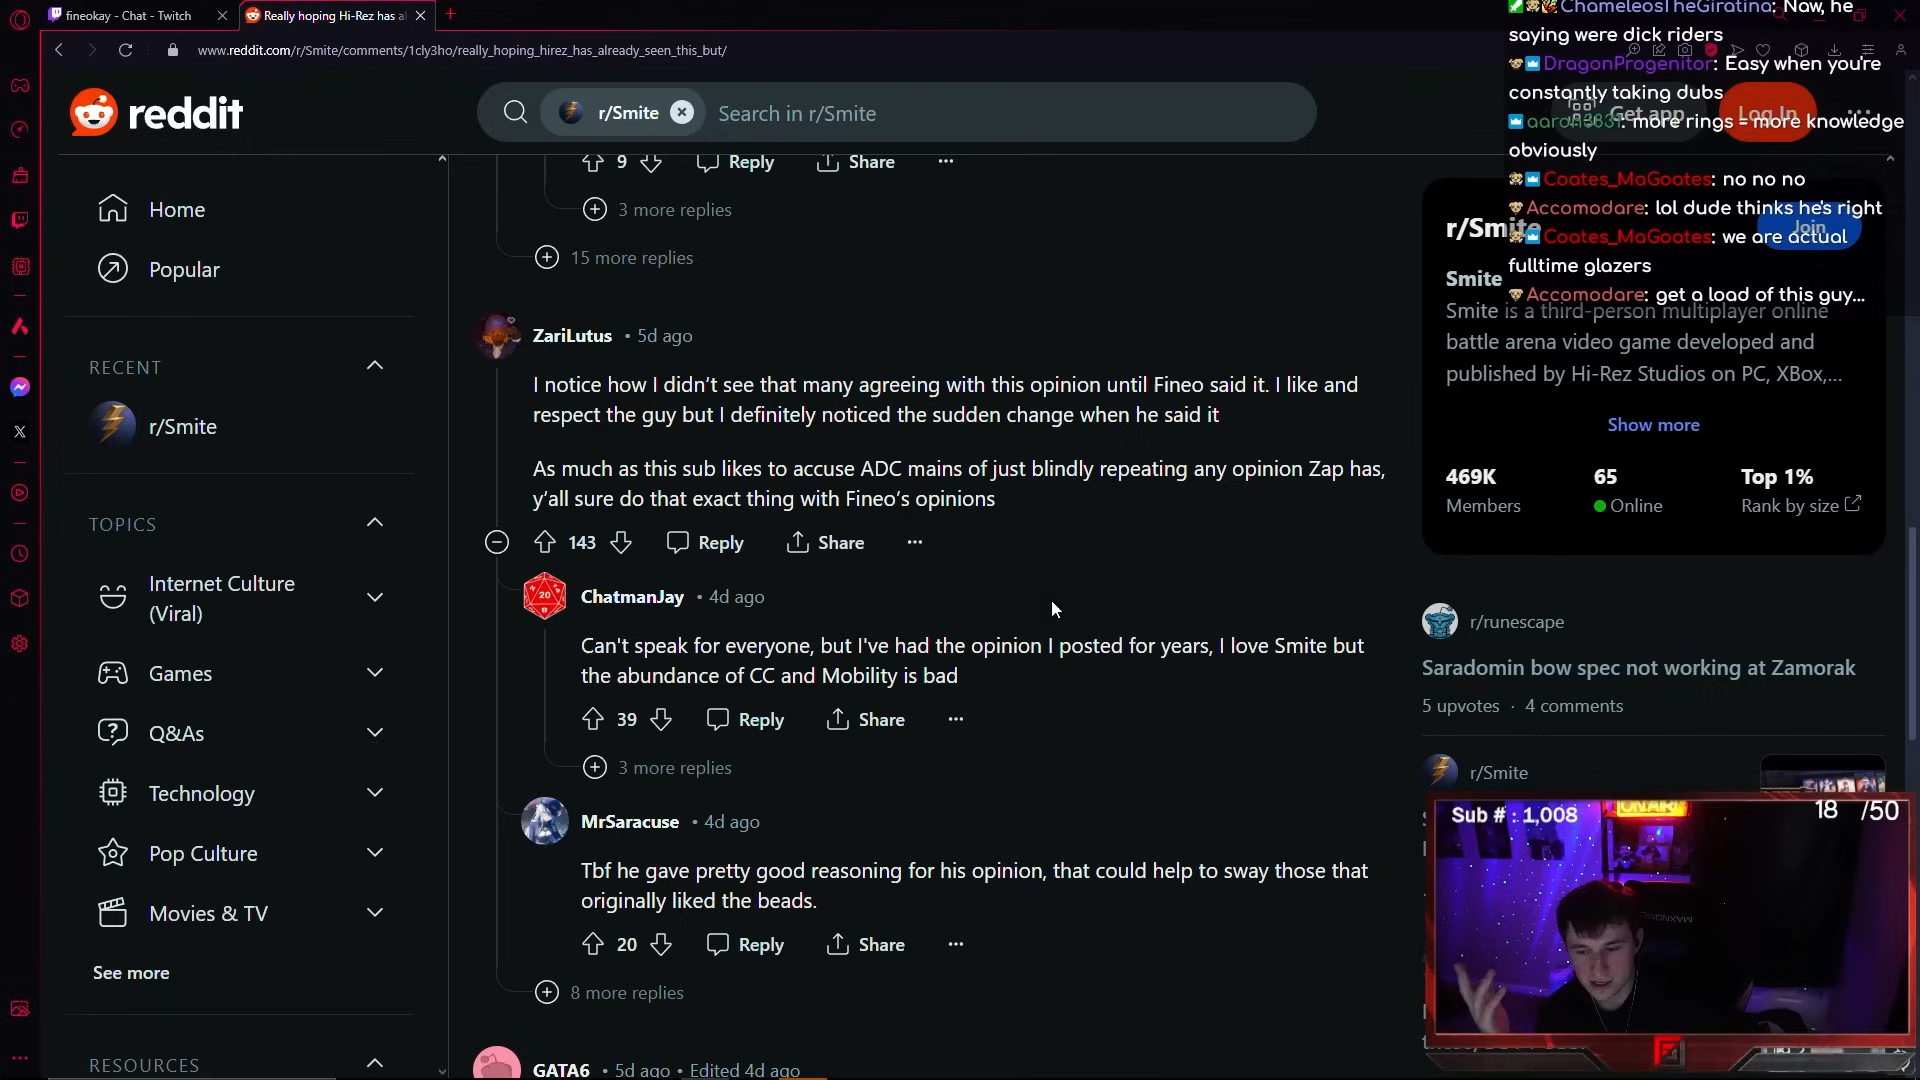 fineokay - Chat - Twitch
Really hoping Hi-Rez has al
www.reddit.com/r/Smite/comments/1cly3ho/really_hoping_hirez_has_already_seen_this_but/
reddit
r/Smite
Search in r/Smite
Get app
Log In
ChameleosTheGiratina: Naw, he
saying were dick riders
DragonProgenitor: Easy when you're
constantly taking dubs
aaron3831: more rings = more knowledge
obviously
Coates_MaGoates: no no no
Accomodare: lol dude thinks he's right
Coates_MaGoates: we are actual
fulltime glazers
Accomodare: get a load of this guy...
Home
Popular
RECENT
r/Smite
TOPICS
Internet Culture
(Viral)
Games
Q&As
Technology
Pop Culture
Movies & TV
See more
RESOURCES
9
Reply
Share
3 more replies
15 more replies
ZariLutus • 5d ago
I notice how I didn’t see that many agreeing with this opinion until Fineo said it. I like and
respect the guy but I definitely noticed the sudden change when he said it
As much as this sub likes to accuse ADC mains of just blindly repeating any opinion Zap has,
y’all sure do that exact thing with Fineo’s opinions
143
Reply
Share
ChatmanJay • 4d ago
Can't speak for everyone, but I've had the opinion I posted for years, I love Smite but
the abundance of CC and Mobility is bad
39
Reply
Share
3 more replies
MrSaracuse • 4d ago
Tbf he gave pretty good reasoning for his opinion, that could help to sway those that
originally liked the beads.
20
Reply
Share
8 more replies
GATA6 • 5d ago • Edited 4d ago
r/Smite
Join
Smite
Smite is a third-person multiplayer online
battle arena video game developed and
published by Hi-Rez Studios on PC, XBox,...
Show more
469K
Members
65
Online
Top 1%
Rank by size
r/runescape
Saradomin bow spec not working at Zamorak
5 upvotes · 4 comments
r/Smite
Sub # : 1,008
18 /50